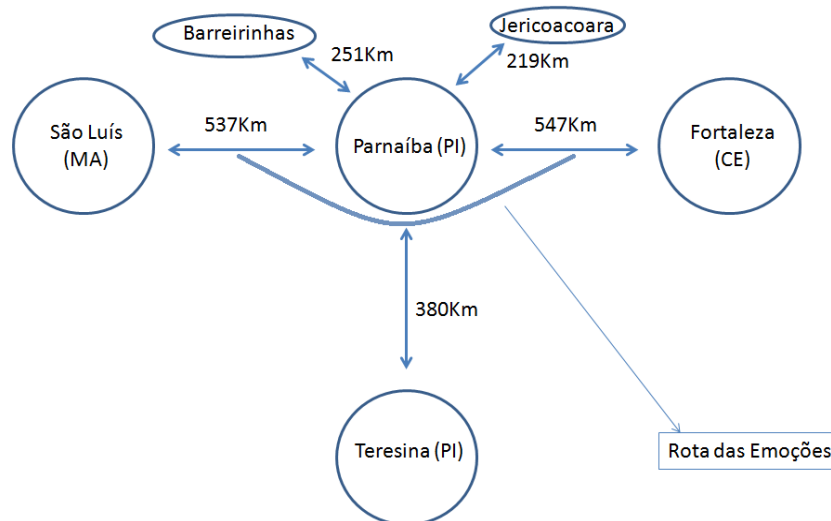 Barreirinhas
Jericoacoara
251Km
219Km
São Luís
(MA)
537Km
Parnaíba (PI)
547Km
Fortaleza
(CE)
380Km
Teresina (PI)
Rota das Emoções